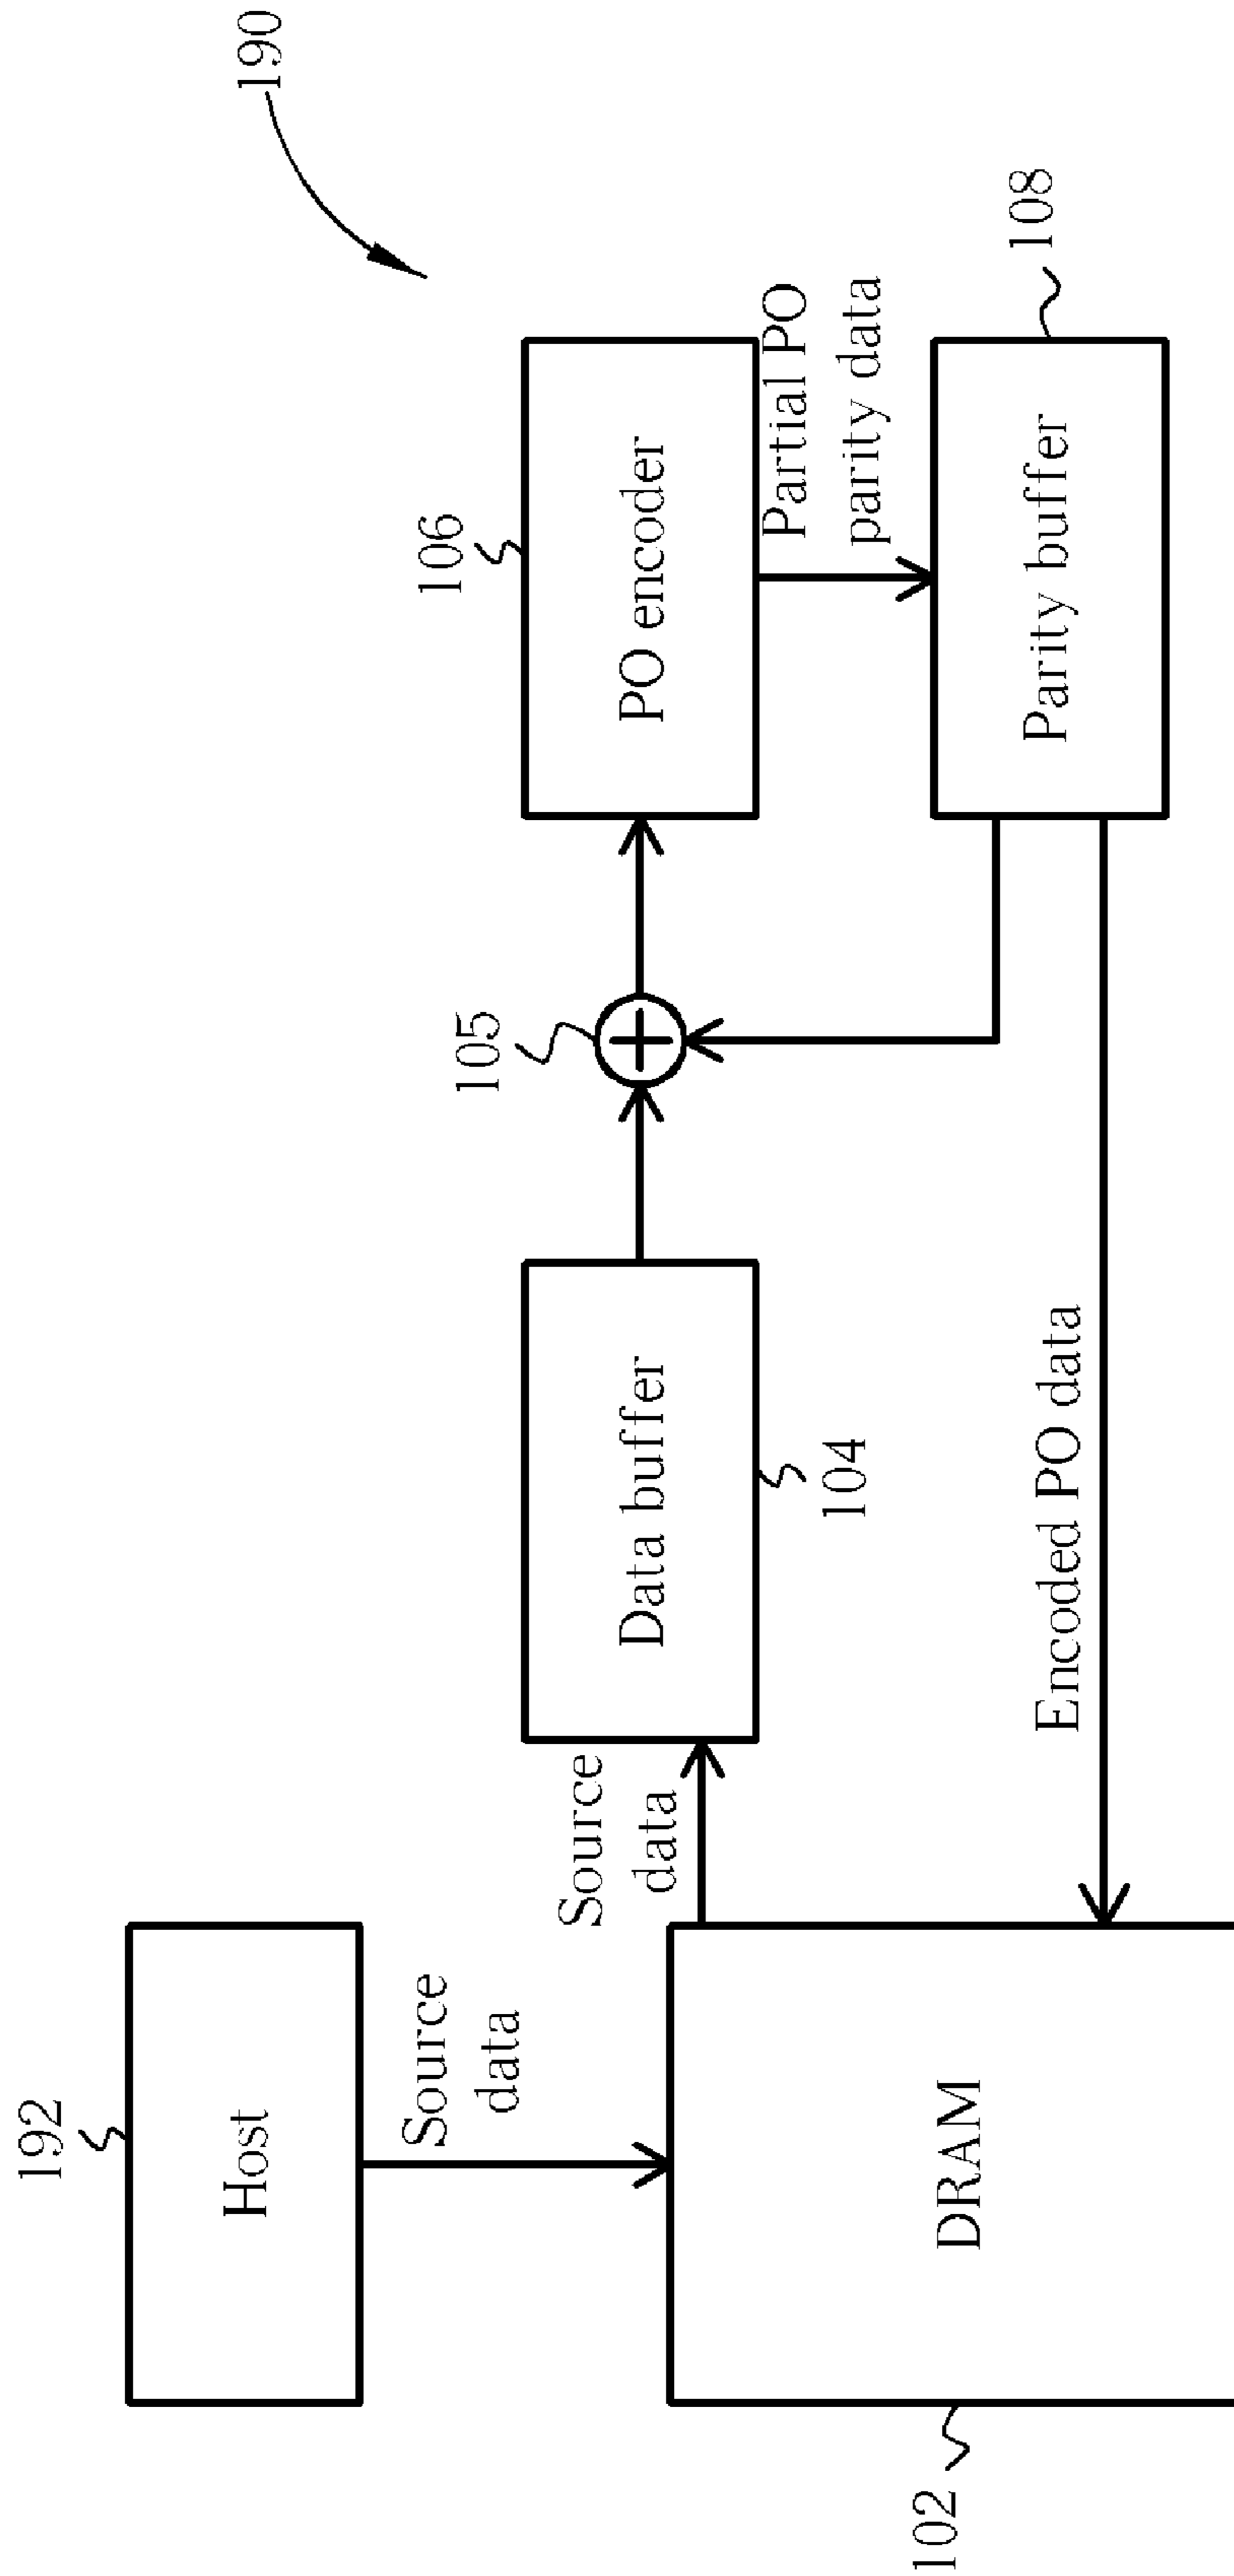 190
192
Host
Source
data
102
DRAM
Source
data
Data buffer
104
105
106
PO encoder
Partial PO
parity data
Parity buffer
108
Encoded PO data